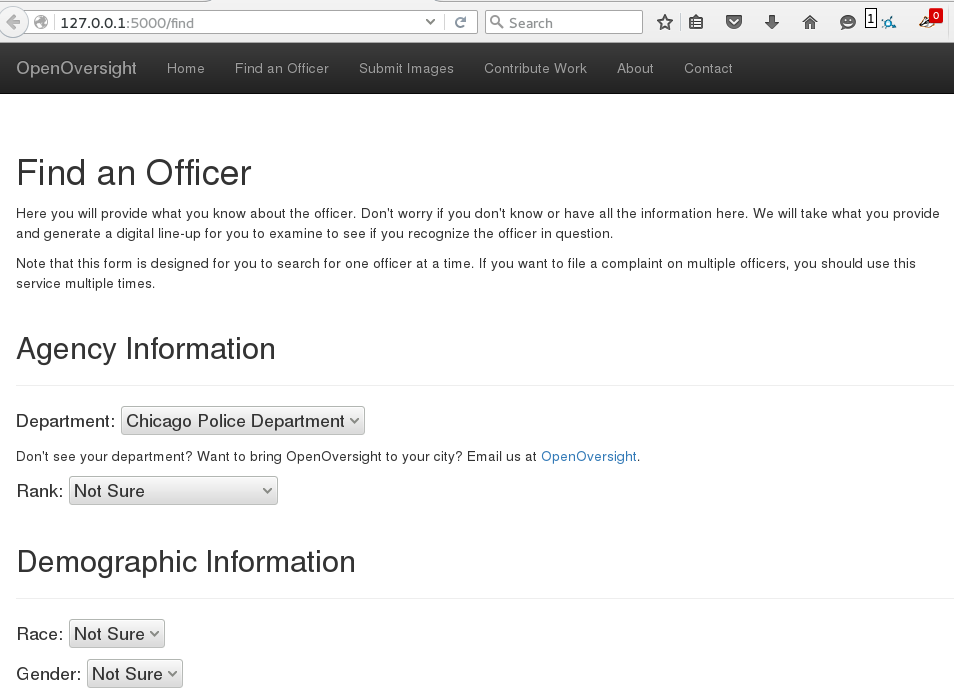 127.0.0.1:5000/find
Search
1
0
OpenOversight Home Find an Officer Submit Images Contribute Work About Contact
Find an Officer
Here you will provide what you know about the officer. Don't worry if you don't know or have all the information here. We will take what you provide
and generate a digital line-up for you to examine to see if you recognize the officer in question.
Note that this form is designed for you to search for one officer at a time. If you want to file a complaint on multiple officers, you should use this
service multiple times.
Agency Information
Department: Chicago Police Department
Don't see your department? Want to bring OpenOversight to your city? Email us at OpenOversight.
Rank: Not Sure
Demographic Information
Race: Not Sure
Gender: Not Sure